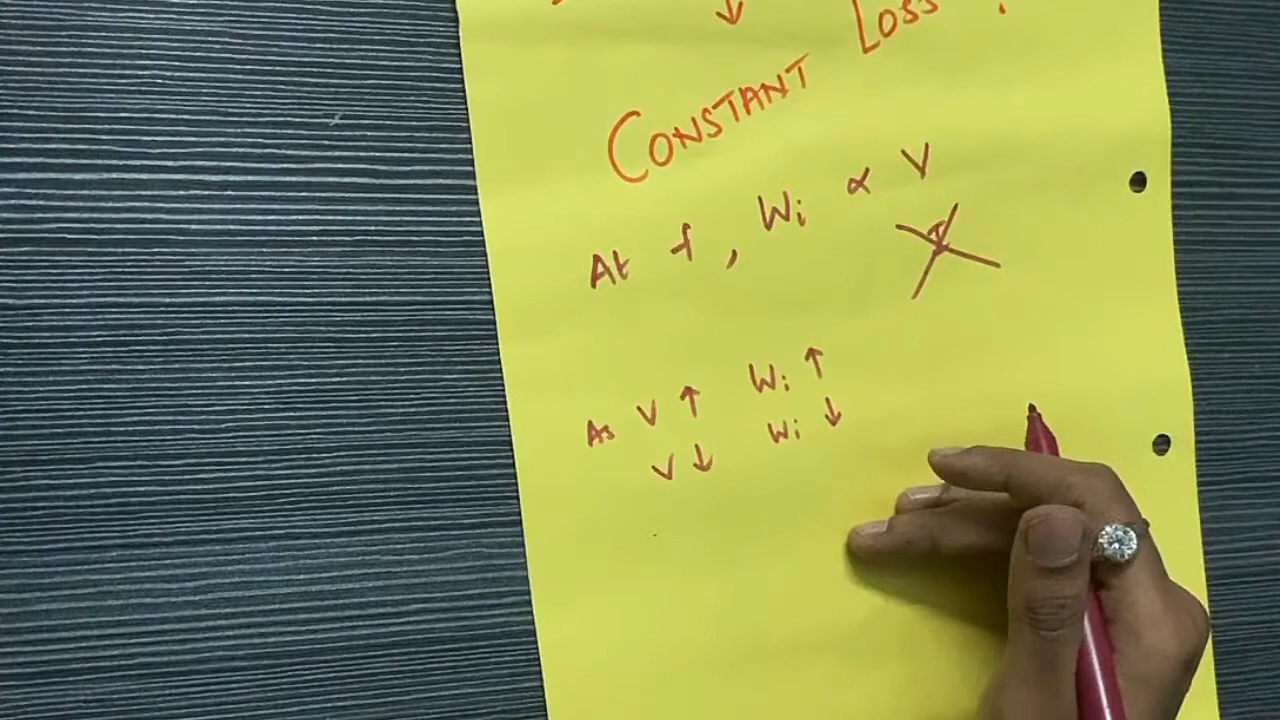 ↓
CONSTANT LOSS
At f, Wi ∝ V
I
As V ↑ Wi ↑
V ↓ Wi ↓